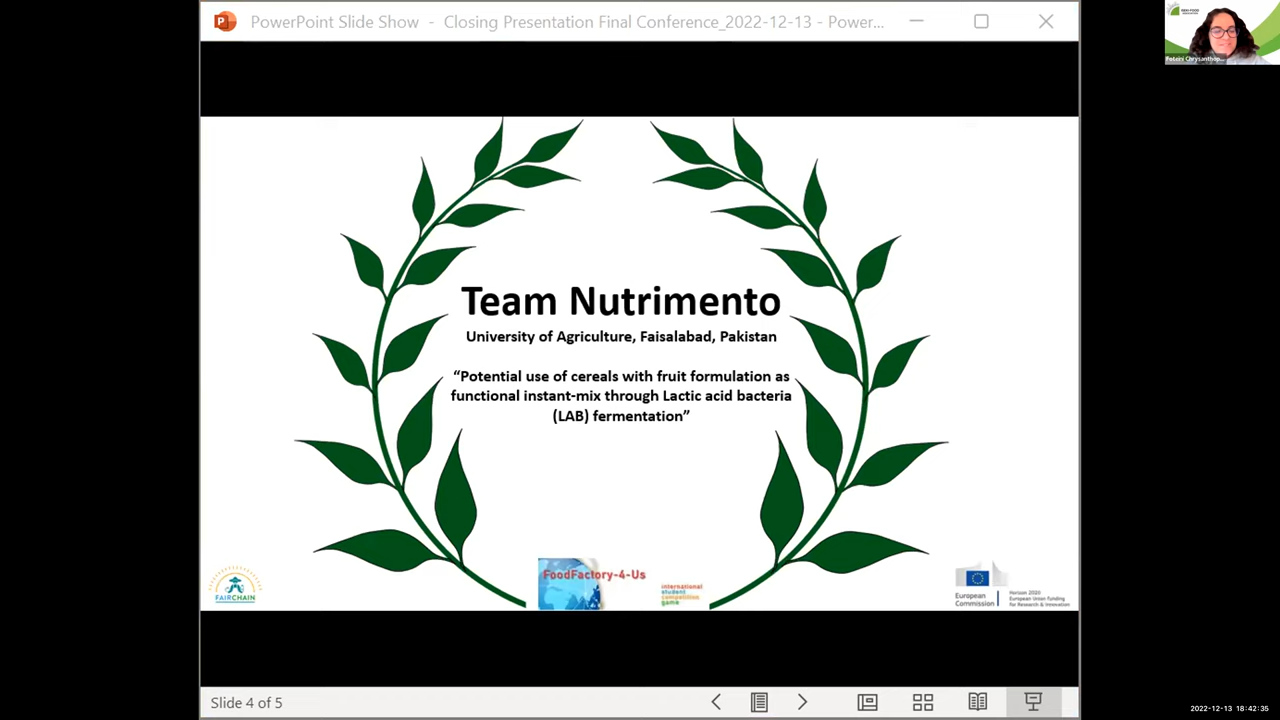 PowerPoint Slide Show - Closing Presentation Final Conference_2022-12-13 - Power...
Team Nutrimento
University of Agriculture, Faisalabad, Pakistan
“Potential use of cereals with fruit formulation as
functional instant-mix through Lactic acid bacteria
(LAB) fermentation”
FAIRCHAIN
FoodFactory-4-Us
international
student
competition
game
European
Commission
Horizon 2020
European Union funding
for Research & Innovation
Slide 4 of 5
2022-12-13 18:42:35